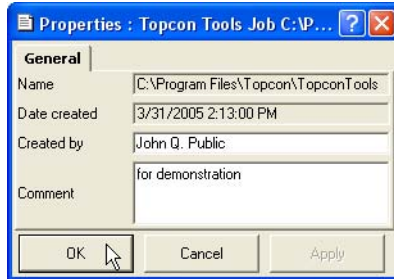 Properties : Topcon Tools Job C:\P...
General
Name C:\Program Files\Topcon\TopconTools
Date created 3/31/2005 2:13:00 PM
Created by John Q. Public
for demonstration
Comment
OK Cancel Apply